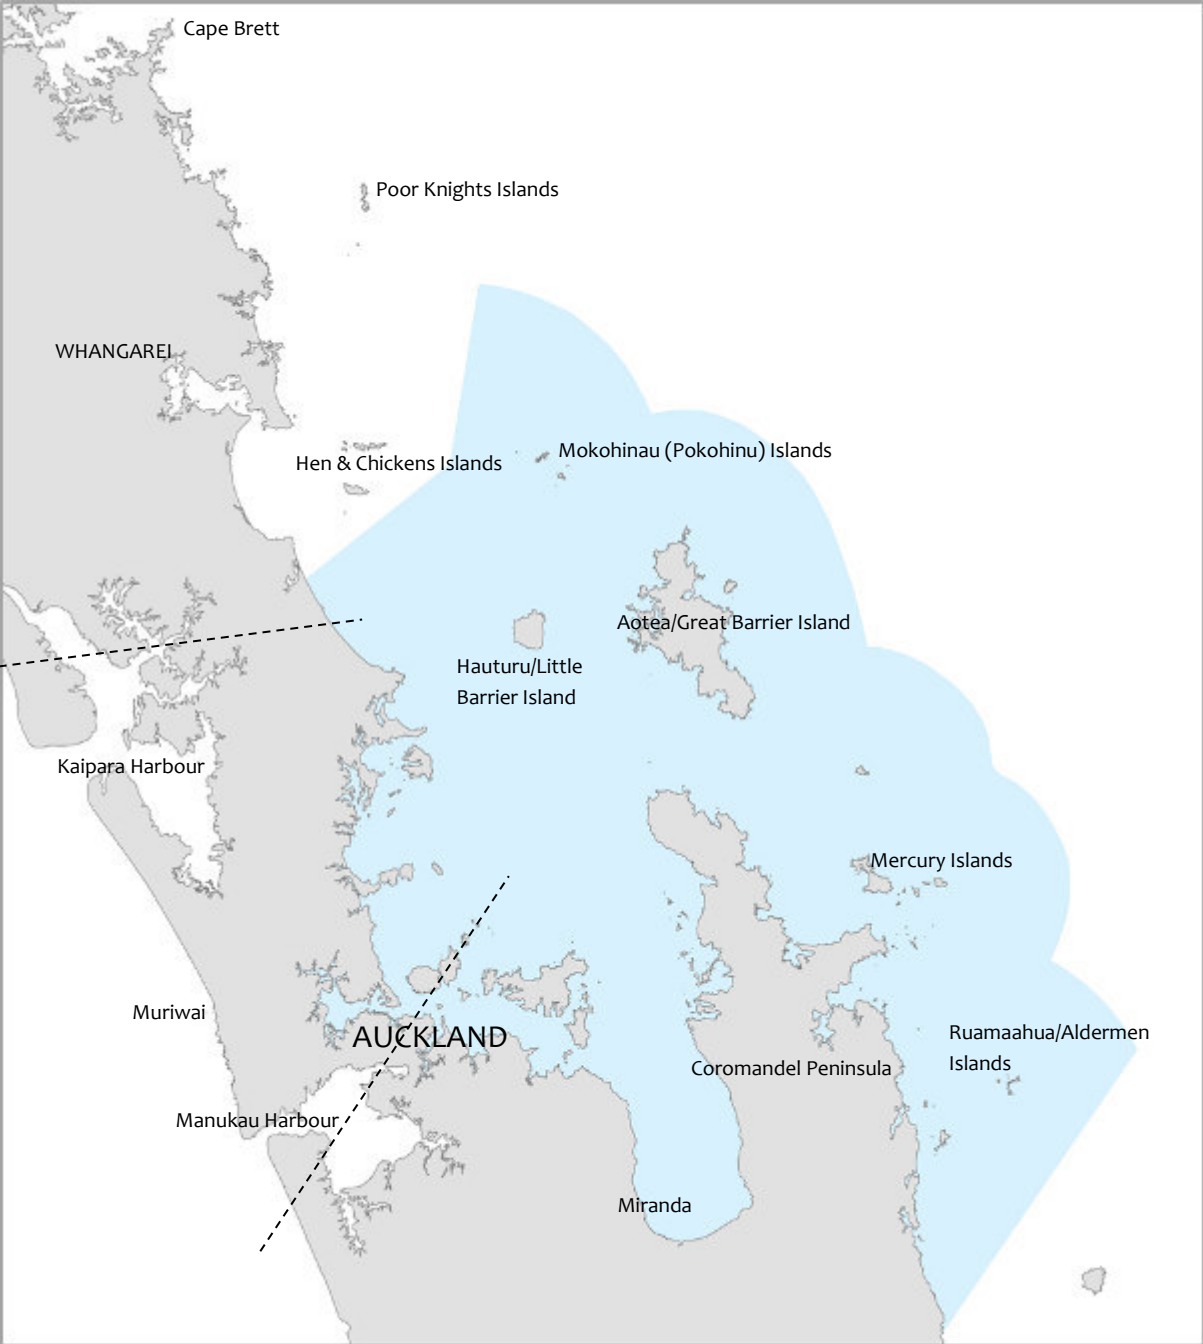 Cape Brett
Poor Knights Islands
WHANGAREI
Mokohinau (Pokohinu) Islands
Hen & Chickens Islands
Aotea/Great Barrier Island
Hauturu/Little
Barrier Island
Kaipara Harbour
Mercury Islands
Muriwai
AUCKLAND
Ruamaahua/Aldermen
Islands
Coromandel Peninsula
Manukau Harbour
Miranda